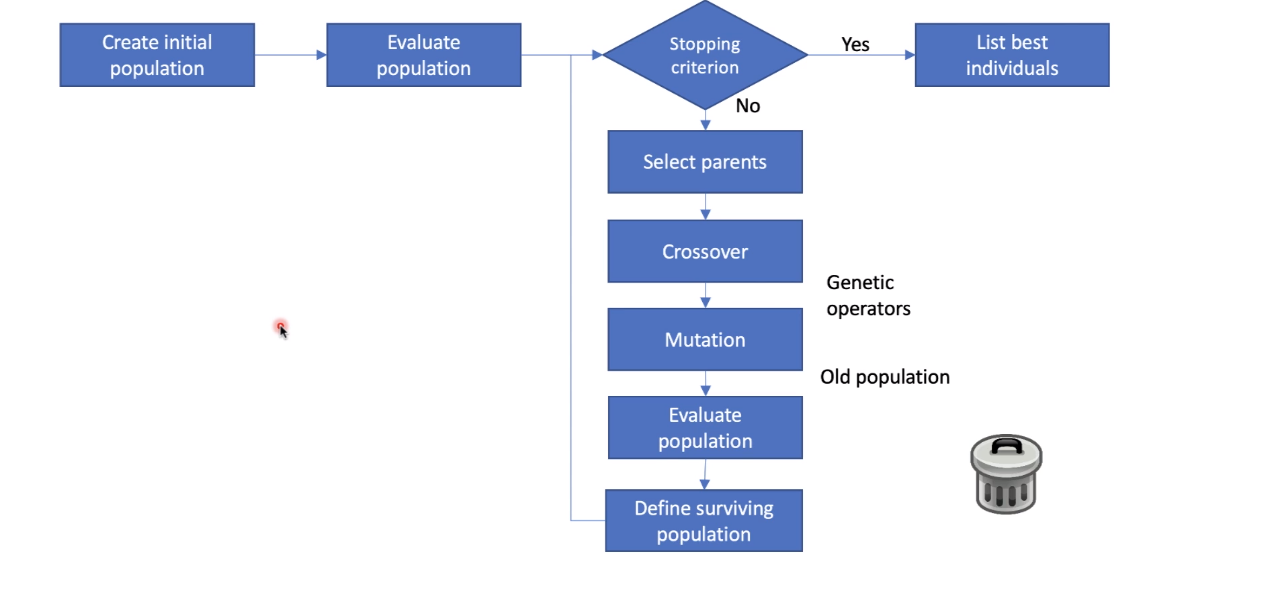 Create initial
population
Evaluate
population
Stopping
criterion
Yes
List best
individuals
No
Select parents
Crossover
Genetic
operators
Mutation
Old population
Evaluate
population
Define surviving
population